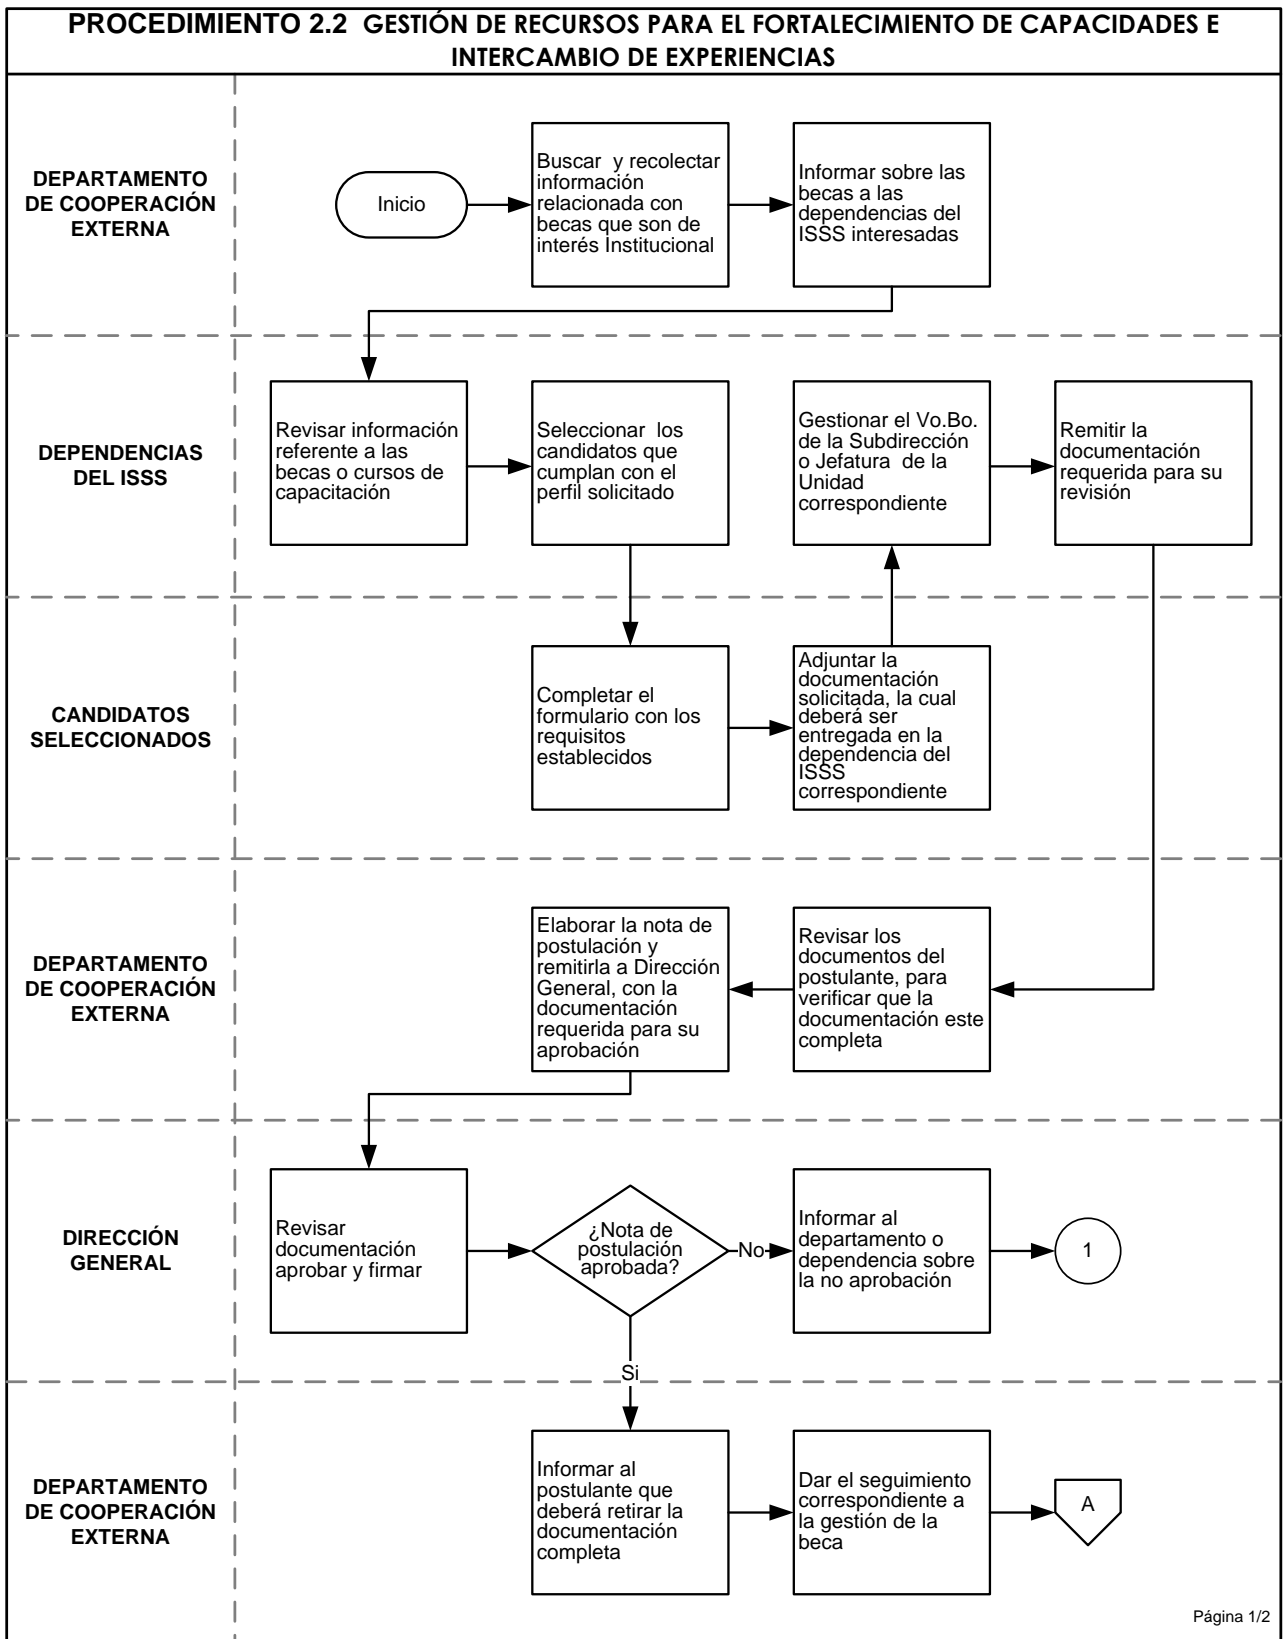 PROCEDIMIENTO 2.2 GESTIÓN DE RECURSOS PARA EL FORTALECIMIENTO DE CAPACIDADES E
INTERCAMBIO DE EXPERIENCIAS
DEPARTAMENTO
DE COOPERACIÓN
EXTERNA
Inicio
Buscar y recolectar
información
relacionada con
becas que son de
interés Institucional
Informar sobre las
becas a las
dependencias del
ISSS interesadas
DEPENDENCIAS
DEL ISSS
Revisar información
referente a las
becas o cursos de
capacitación
Seleccionar los
candidatos que
cumplan con el
perfil solicitado
Gestionar el Vo.Bo.
de la Subdirección
o Jefatura de la
Unidad
correspondiente
Remitir la
documentación
requerida para su
revisión
CANDIDATOS
SELECCIONADOS
Completar el
formulario con los
requisitos
establecidos
Adjuntar la
documentación
solicitada, la cual
deberá ser
entregada en la
dependencia del
ISSS
correspondiente
DEPARTAMENTO
DE COOPERACIÓN
EXTERNA
Elaborar la nota de
postulación y
remitirla a Dirección
General, con la
documentación
requerida para su
aprobación
Revisar los
documentos del
postulante, para
verificar que la
documentación este
completa
DIRECCIÓN
GENERAL
Revisar
documentación
aprobar y firmar
¿Nota de
postulación
aprobada?
No
Informar al
departamento o
dependencia sobre
la no aprobación
1
Si
DEPARTAMENTO
DE COOPERACIÓN
EXTERNA
Informar al
postulante que
deberá retirar la
documentación
completa
Dar el seguimiento
correspondiente a
la gestión de la
beca
A
Página 1/2